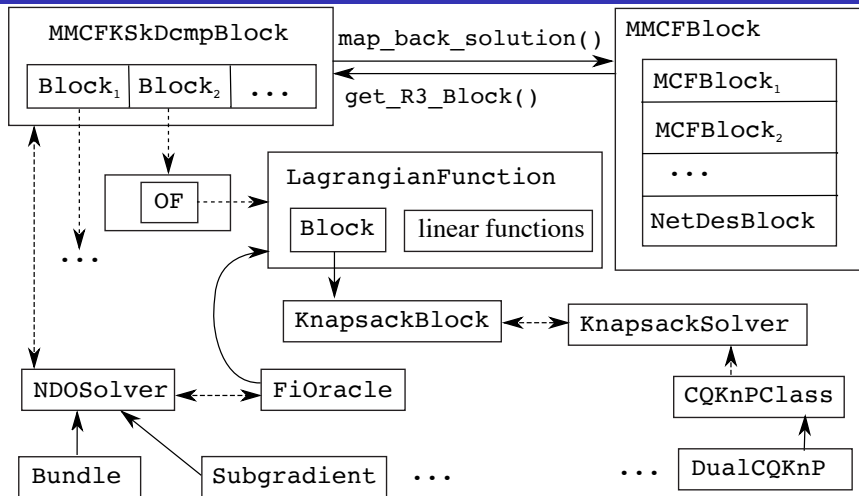 MMCFKSkDcmpBlock
Block₁ Block₂ ...
map_back_solution()
get_R3_Block()
MMCFBlock
MCFBlock₁
MCFBlock₂
...
NetDesBlock
OF
...
LagrangianFunction
Block
linear functions
KnapsackBlock
KnapsackSolver
NDOSolver
FiOracle
CQKnPClass
Bundle
Subgradient
...
...
DualCQKnP